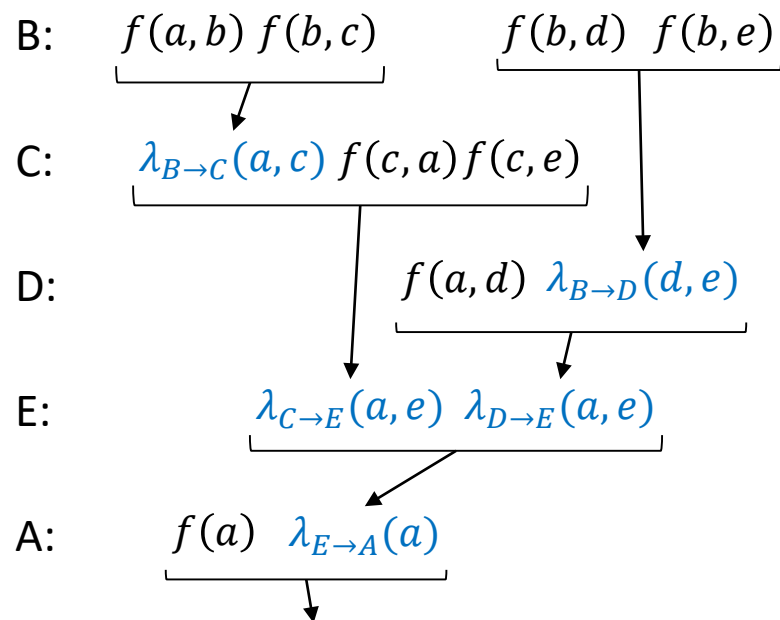 B: f(a, b) f(b, c) f(b, d) f(b, e)
C: λ_{B→C}(a, c) f(c, a) f(c, e)
D: f(a, d) λ_{B→D}(d, e)
E: λ_{C→E}(a, e) λ_{D→E}(a, e)
A: f(a) λ_{E→A}(a)